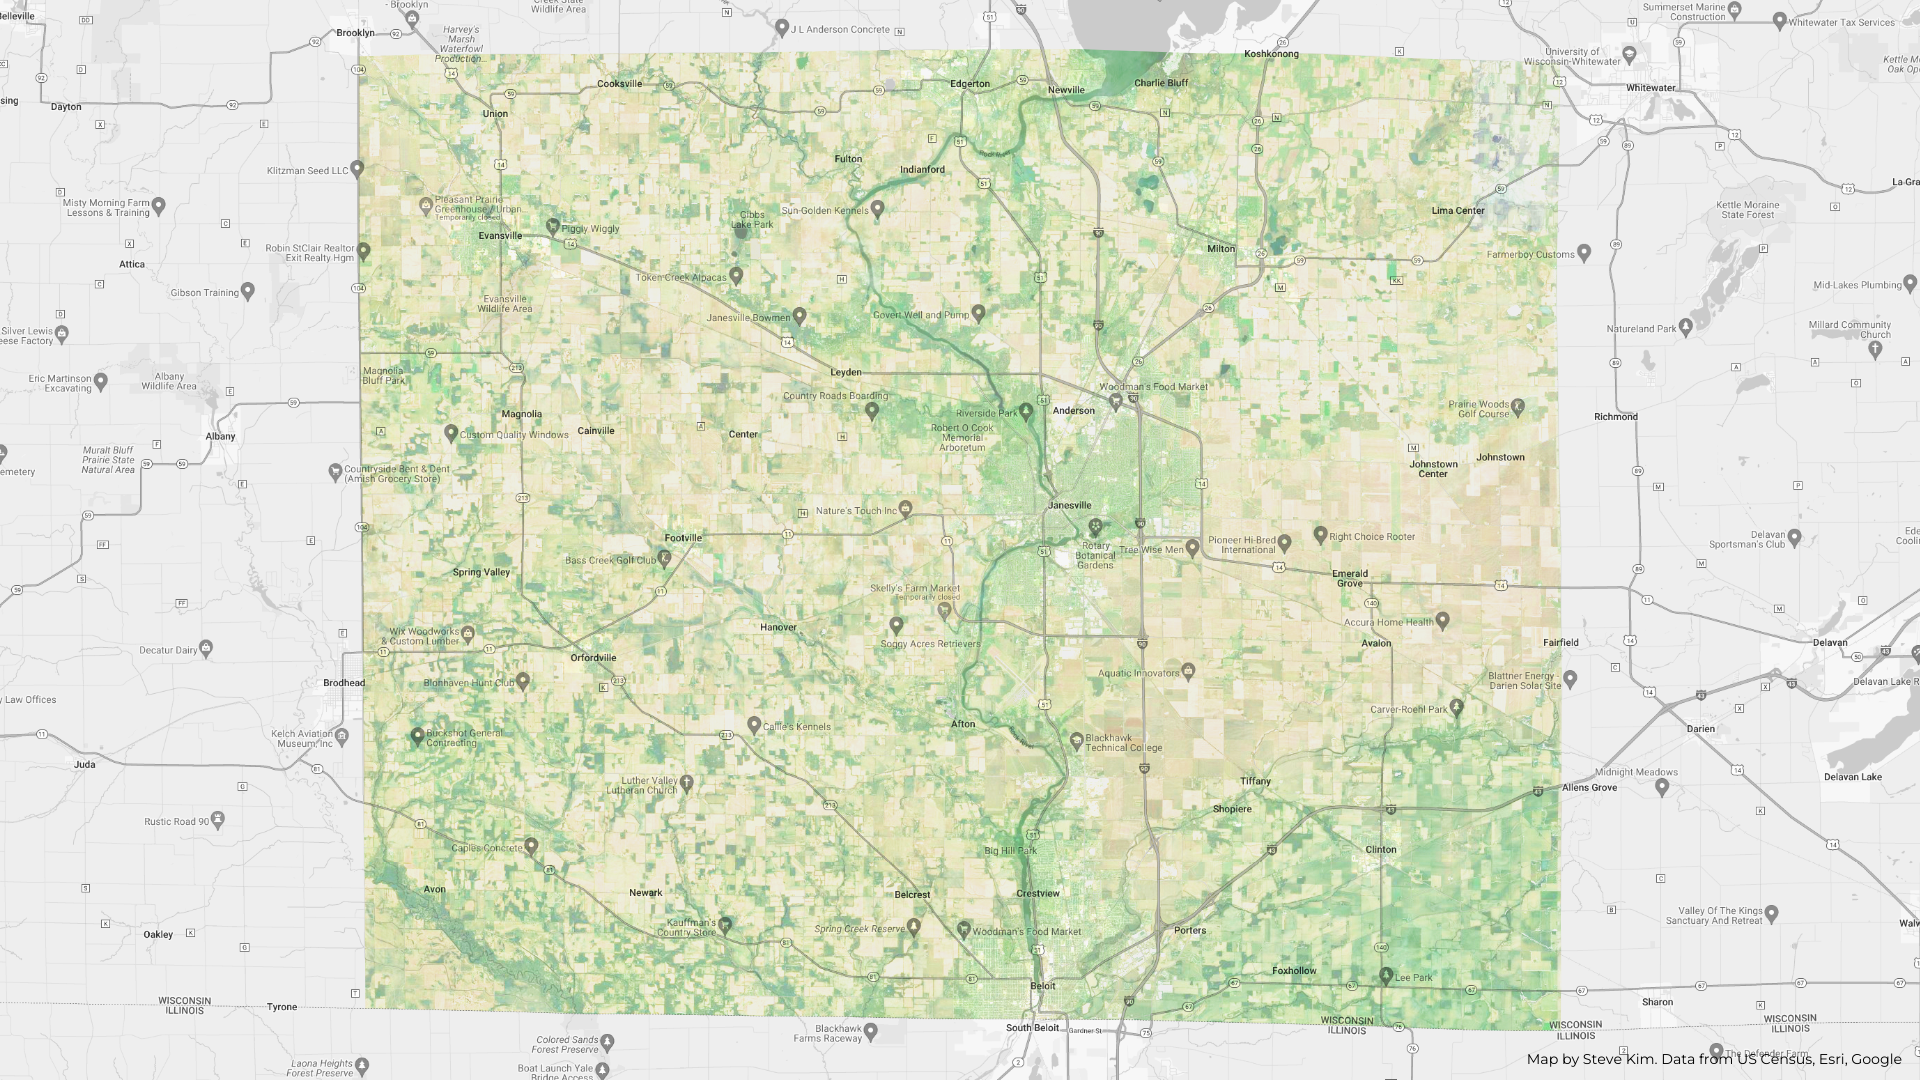 - Brooklyn
Creek State
Wildlife Area
Belleville
Brooklyn
Harvey's
Marsh
Waterfowl
Production...
J L Anderson Concrete
Summerset Marine
Construction
Whitewater Tax Services
University of
Wisconsin-Whitewater
Kettle M
Oak Op
Koshkonong
Dayton
Cooksville
Edgerton
Newville
Charlie Bluff
Whitewater
Union
Fulton
Indianford
Klitzman Seed LLC
Misty Morning Farm
Lessons & Training
Pleasant Prairie
Greenhouse/Urban
Temporarily closed
Sun-Golden Kennels
Gibbs
Lake Park
Lima Center
Kettle Moraine
State Forest
La Gra
Piggly Wiggly
Evansville
Robin StClair Realtor
Exit Realty Hgm
Milton
Farmerboy Customs
Attica
Token Creek Alpacas
Gibson Training
Mid-Lakes Plumbing
Evansville
Wildlife Area
Janesville Bowmen
Govert Well and Pump
Natureland Park
Millard Community
Church
Silver Lewis
ese Factory
Eric Martinson
Excavating
Albany
Wildlife Area
Magnolia
Bluff Park
Leyden
Woodman's Food Market
Country Roads Boarding
Riverside Park
Anderson
Prairie Woods
Golf Course
Richmond
Magnolia
Cainville
Center
Robert O Cook
Memorial
Arboretum
Albany
Custom Quality Windows
Muralt Bluff
Prairie State
Natural Area
emetery
Countryside Bent & Dent
(Amish Grocery Store)
Johnstown
Center
Johnstown
Nature's Touch Inc
Janesville
Footville
Rotary
Botanical
Gardens
Tree Wise Men
Pioneer Hi-Bred
International
Right Choice Rooter
Delavan
Sportsman's Club
Bass Creek Golf Club
Spring Valley
Emerald
Grove
Skelly's Farm Market
Temporarily closed
Hanover
Accura Home Health
Wix Woodworks
& Custom Lumber
Soggy Acres Retrievers
Avalon
Fairfield
Delavan
Decatur Dairy
Orfordville
Brodhead
Blonhaven Hunt Club
Aquatic Innovators
Blattner Energy -
Darien Solar Site
Delavan Lake R
y Law Offices
Carver-Roehl Park
Kelch Aviation
Museum, Inc
Buckshot General
Contracting
Callie's Kennels
Afton
Rock River
Blackhawk
Technical College
Darien
Juda
Luther Valley
Lutheran Church
Tiffany
Midnight Meadows
Delavan Lake
Allens Grove
Shopiere
Rustic Road 90
Caples Concrete
Big Hill Park
Clinton
Avon
Newark
Belcrest
Crestview
Oakley
Kauffman's
Country Store
Spring Creek Reserve
Woodman's Food Market
Porters
Valley Of The Kings
Sanctuary And Retreat
Walw
Foxhollow
Lee Park
Beloit
WISCONSIN
ILLINOIS
Tyrone
Sharon
South Beloit
Gardner St
WISCONSIN
ILLINOIS
WISCONSIN
ILLINOIS
WISCONSIN
ILLINOIS
Blackhawk
Farms Raceway
Colored Sands
Forest Preserve
Laona Heights
Forest Preserve
Boat Launch Yale
Bridge Access
The Defender Farm
Map by Steve Kim. Data from US Census, Esri, Google